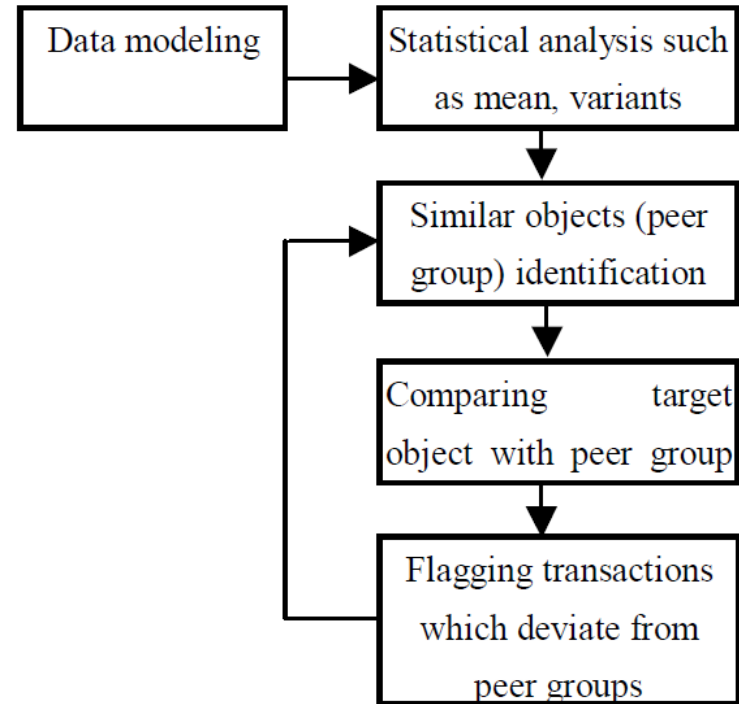 Data modeling
Statistical analysis such
as mean, variants
Similar objects (peer
group) identification
Comparing target
object with peer group
Flagging transactions
which deviate from
peer groups